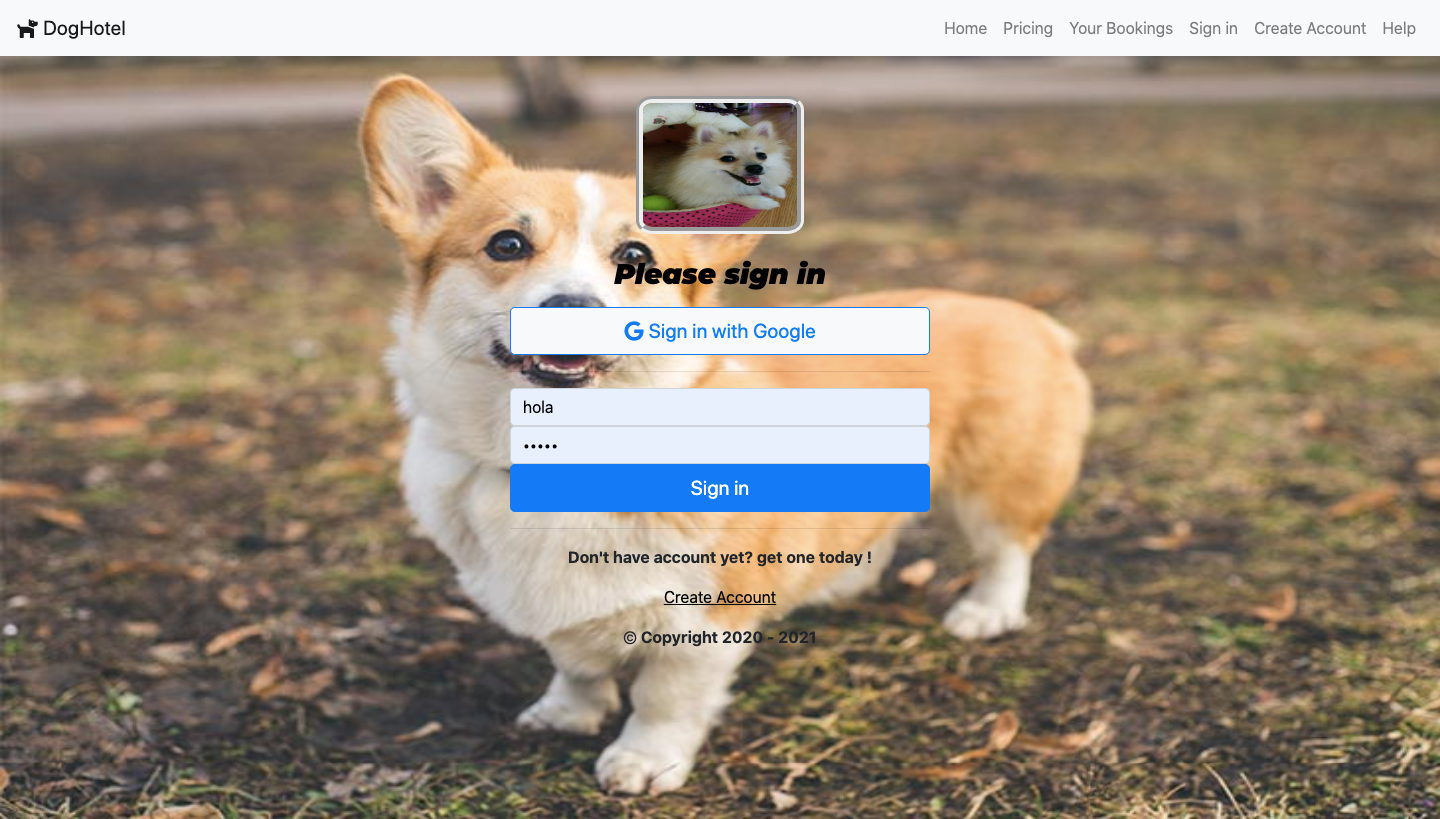 DogHotel
Home Pricing Your Bookings Sign in Create Account Help
Please sign in
Sign in with Google
hola
•••••
Sign in
Don't have account yet? get one today !
Create Account
© Copyright 2020 - 2021